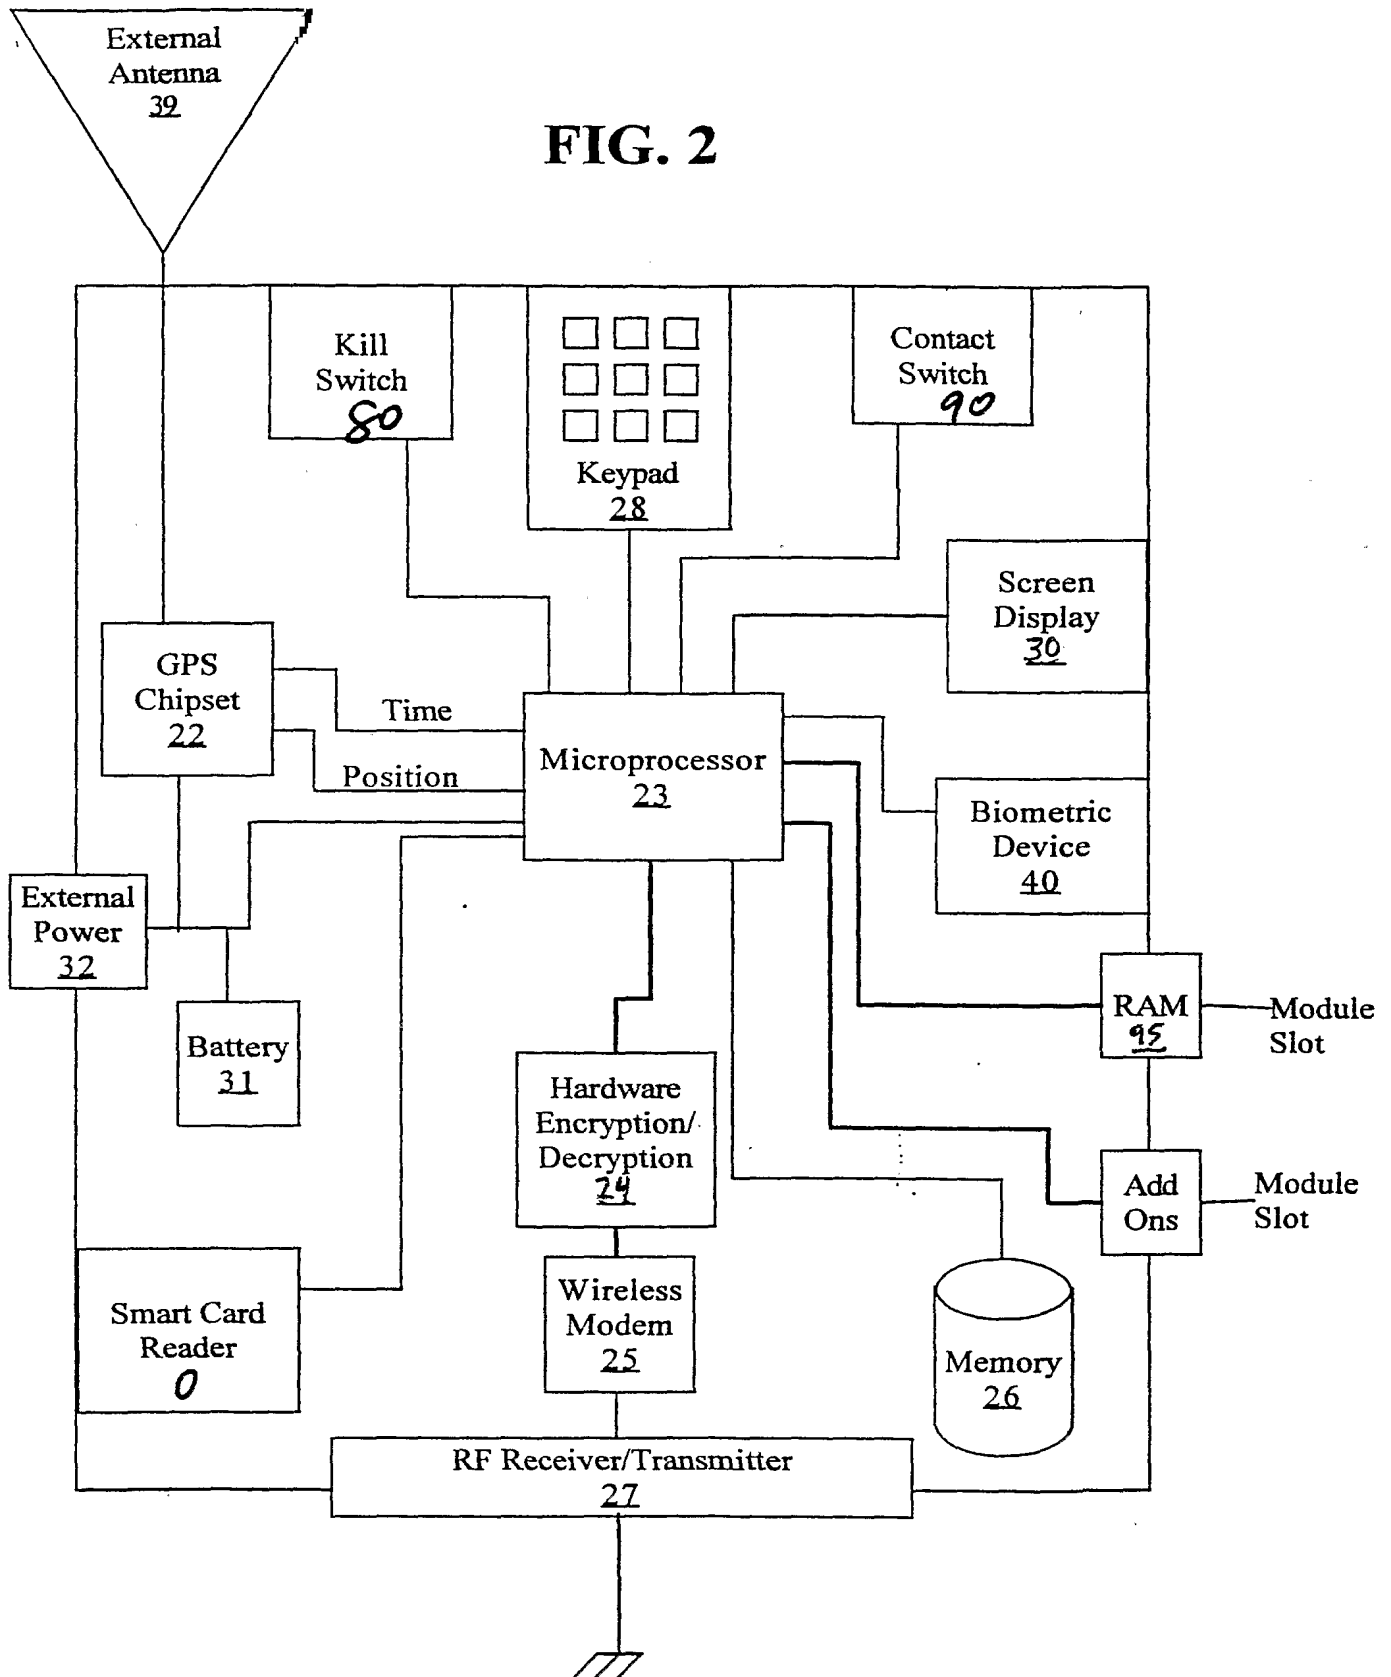 External
Antenna
39
FIG. 2
Kill
Switch
80
Keypad
28
Contact
Switch
90
Screen
Display
30
GPS
Chipset
22
Time
Position
Microprocessor
23
Biometric
Device
40
External
Power
32
Battery
31
RAM
95
Module
Slot
Hardware
Encryption/
Decryption
24
Add
Ons
Module
Slot
Smart Card
Reader
0
Wireless
Modem
25
Memory
26
RF Receiver/Transmitter
27